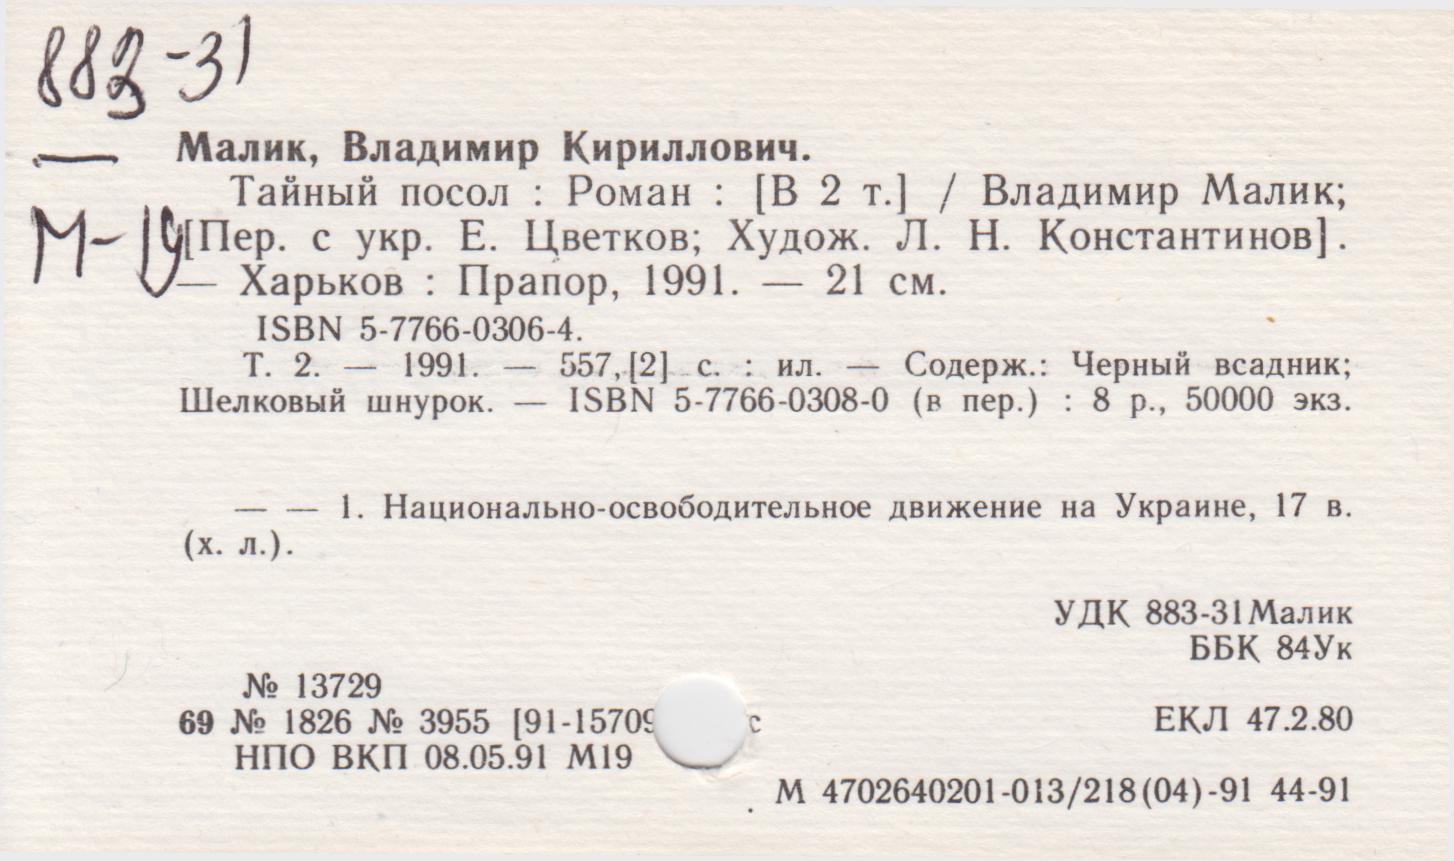 883-31
Малик, Владимир Кириллович.
Тайный посол : Роман : [В 2 т.] / Владимир Малик;
М-19
[Пер. с укр. Е. Цветков; Худож. Л. Н. Константинов].
— Харьков : Прапор, 1991. — 21 см.
ISBN 5-7766-0306-4.
Т. 2. — 1991. — 557,[2] с. : ил. — Содерж.: Черный всадник;
Шелковый шнурок. — ISBN 5-7766-0308-0 (в пер.) : 8 р., 50000 экз.
— — 1. Национально-освободительное движение на Украине, 17 в.
(х. л.).
УДК 883-31Малик
ББК 84Ук
№ 13729
69 № 1826 № 3955 [91-15709 с
ЕКЛ 47.2.80
НПО ВКП 08.05.91 М19
М 4702640201-013/218(04)-91 44-91